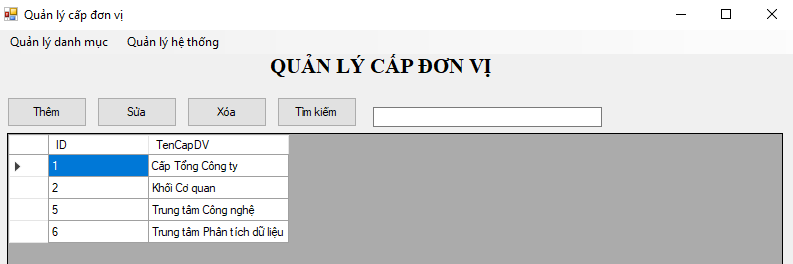 Quản lý cấp đơn vị
Quản lý danh mục Quản lý hệ thống
QUẢN LÝ CẤP ĐƠN VỊ
Thêm Sửa Xóa Tìm kiếm
ID TenCapDV
1 Cấp Tổng Công ty
2 Khối Cơ quan
5 Trung tâm Công nghệ
6 Trung tâm Phân tích dữ liệu